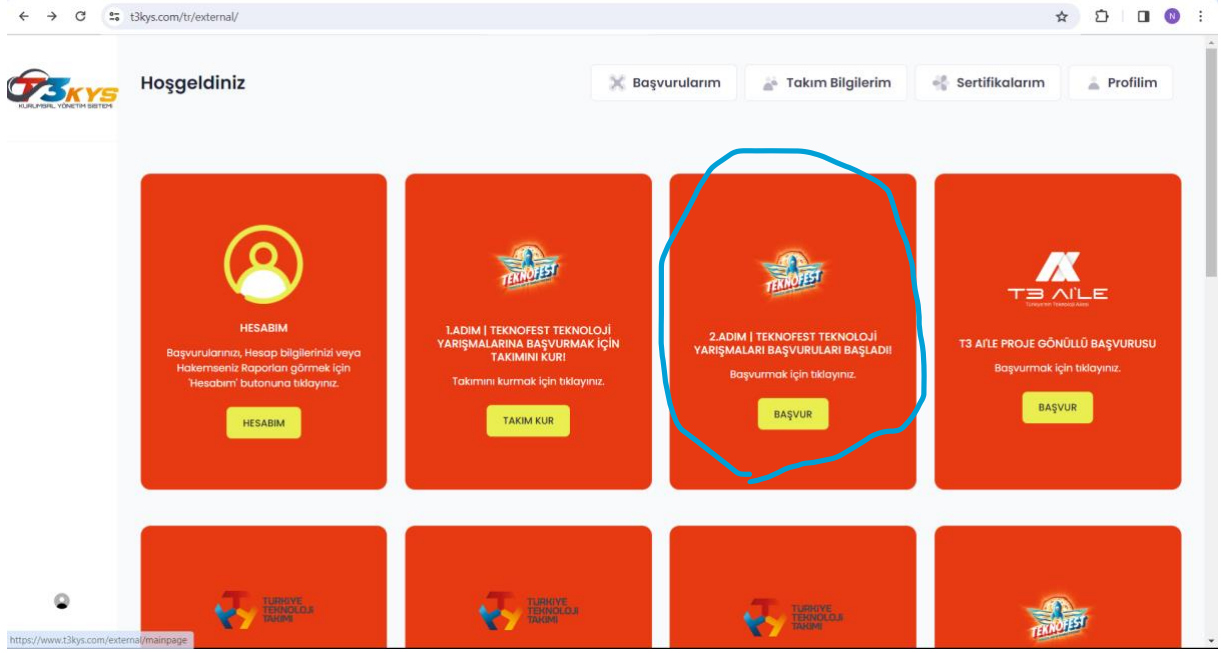 t3kys.com/tr/external/
N
T3KYS
KURUMSAL YÖNETİM SİSTEMİ
Hoşgeldiniz
Başvurularım
Takım Bilgilerim
Sertifikalarım
Profilim
HESABIM
Başvurularınızı, Hesap bilgilerinizi veya
Hakemseniz Raporları görmek için
'Hesabım' butonuna tıklayınız.
HESABIM
TEKNOFEST
1.ADIM | TEKNOFEST TEKNOLOJİ
YARIŞMALARINA BAŞVURMAK İÇİN
TAKIMINI KUR!
Takımını kurmak için tıklayınız.
TAKIM KUR
TEKNOFEST
2.ADIM | TEKNOFEST TEKNOLOJİ
YARIŞMALARI BAŞVURULARI BAŞLADI!
Başvurmak için tıklayınız.
BAŞVUR
T3 AI'LE
T3 AI'LE PROJE GÖNÜLLÜ BAŞVURUSU
Başvurmak için tıklayınız.
BAŞVUR
TÜRKİYE
TEKNOLOJİ
TAKIMI
TÜRKİYE
TEKNOLOJİ
TAKIMI
TÜRKİYE
TEKNOLOJİ
TAKIMI
TEKNOFEST
https://www.t3kys.com/external/mainpage